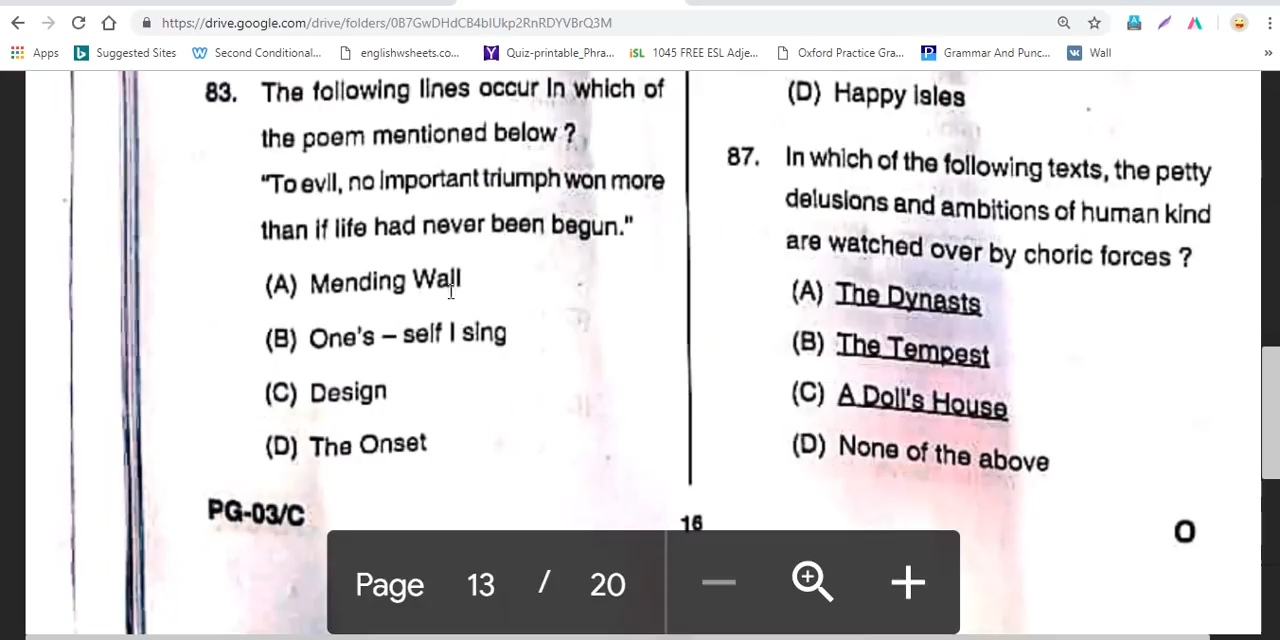 https://drive.google.com/drive/folders/0B7GwDHdCB4bIUkp2RnRDYVBrQ3M
Apps
Suggested Sites
Second Conditional...
englishwsheets.co...
Quiz-printable_Phra...
iSL 1045 FREE ESL Adje...
Oxford Practice Gra...
Grammar And Punc...
Wall
»
83. The following lines occur in which of
the poem mentioned below ?
"To evil, no important triumph won more
than if life had never been begun."
(A) Mending Wall
(B) One's – self I sing
(C) Design
(D) The Onset
(D) Happy Isles
87. In which of the following texts, the petty
delusions and ambitions of human kind
are watched over by choric forces ?
(A) The Dynasts
(B) The Tempest
(C) A Doll's House
(D) None of the above
PG-03/C
16
O
Page 13 / 20